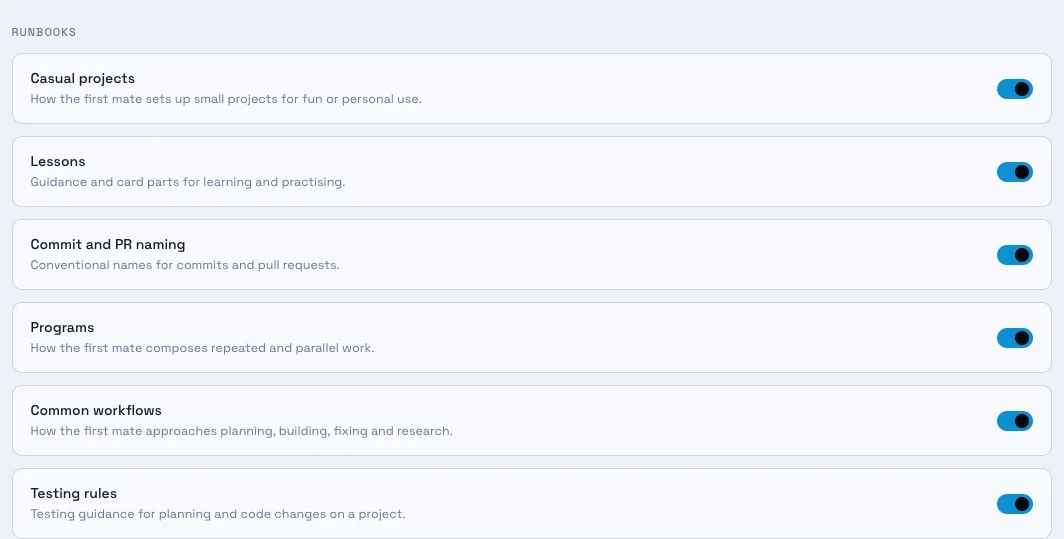 RUNBOOKS
Casual projects
How the first mate sets up small projects for fun or personal use.
Lessons
Guidance and card parts for learning and practising.
Commit and PR naming
Conventional names for commits and pull requests.
Programs
How the first mate composes repeated and parallel work.
Common workflows
How the first mate approaches planning, building, fixing and research.
Testing rules
Testing guidance for planning and code changes on a project.